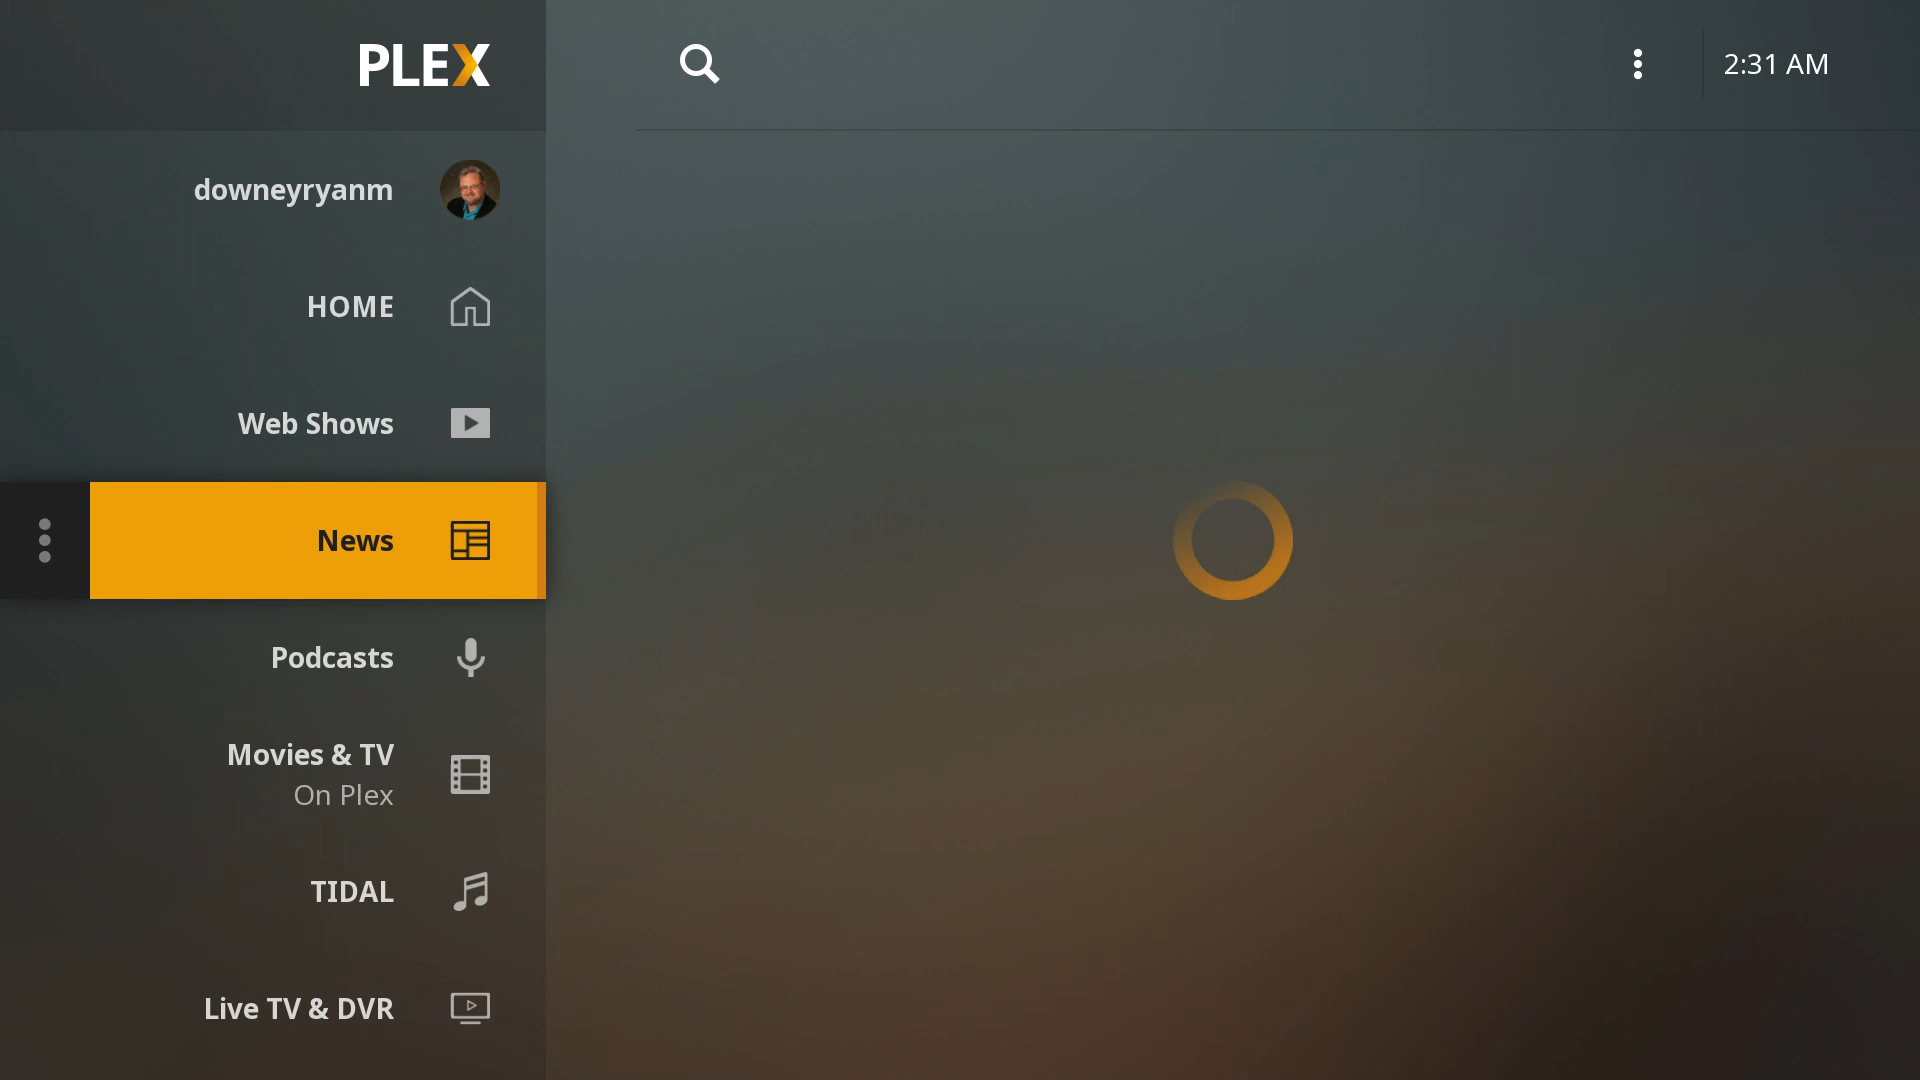 PLEX
2:31 AM
downeyryanm
HOME
Web Shows
News
Podcasts
Movies & TV
On Plex
TIDAL
Live TV & DVR